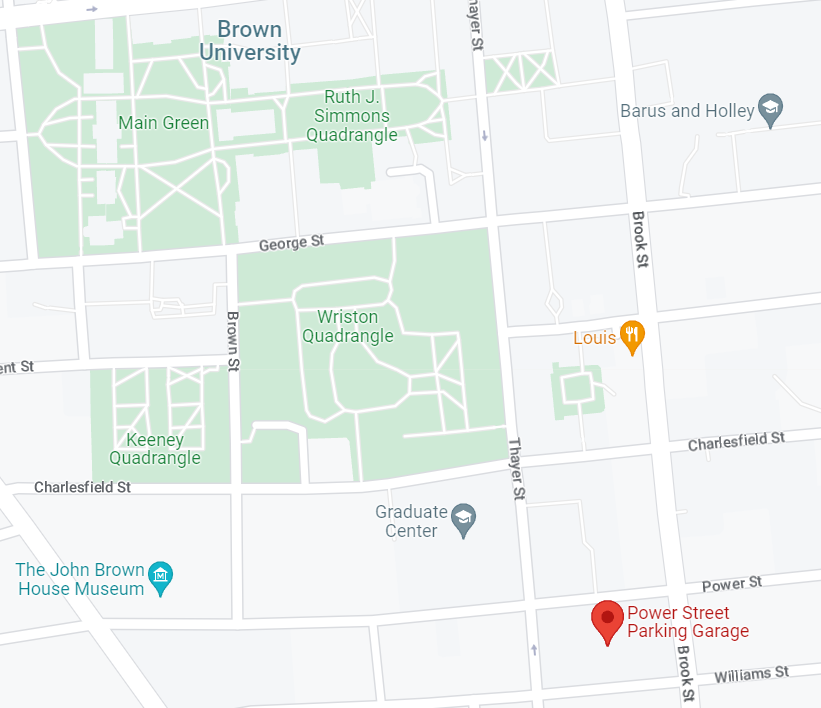 Thayer St
Brown
University
Ruth J.
Simmons
Quadrangle
Main Green
Barus and Holley
George St
Brook St
Wriston
Quadrangle
Brown St
Louis
ent St
Keeney
Quadrangle
Charlesfield St
Charlesfield St
Thayer St
Graduate
Center
The John Brown
House Museum
Power St
Power Street
Parking Garage
Brook St
Williams St